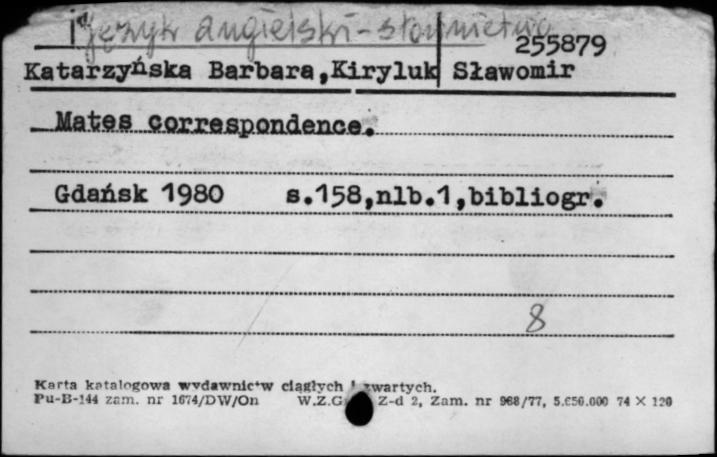 język angielski - słownictwo
255879
Katarzyńska Barbara, Kiryluk Sławomir
Mates correspondence.
Gdańsk 1980 s.158,nlb.1,bibliogr.
8
Karta katalogowa wydawnictw ciągłych i zwartych.
Pu-B-144 zam. nr 1674/DW/On W.Z.G. Z-d 2, Zam. nr 968/77, 5.650.000 74 × 120